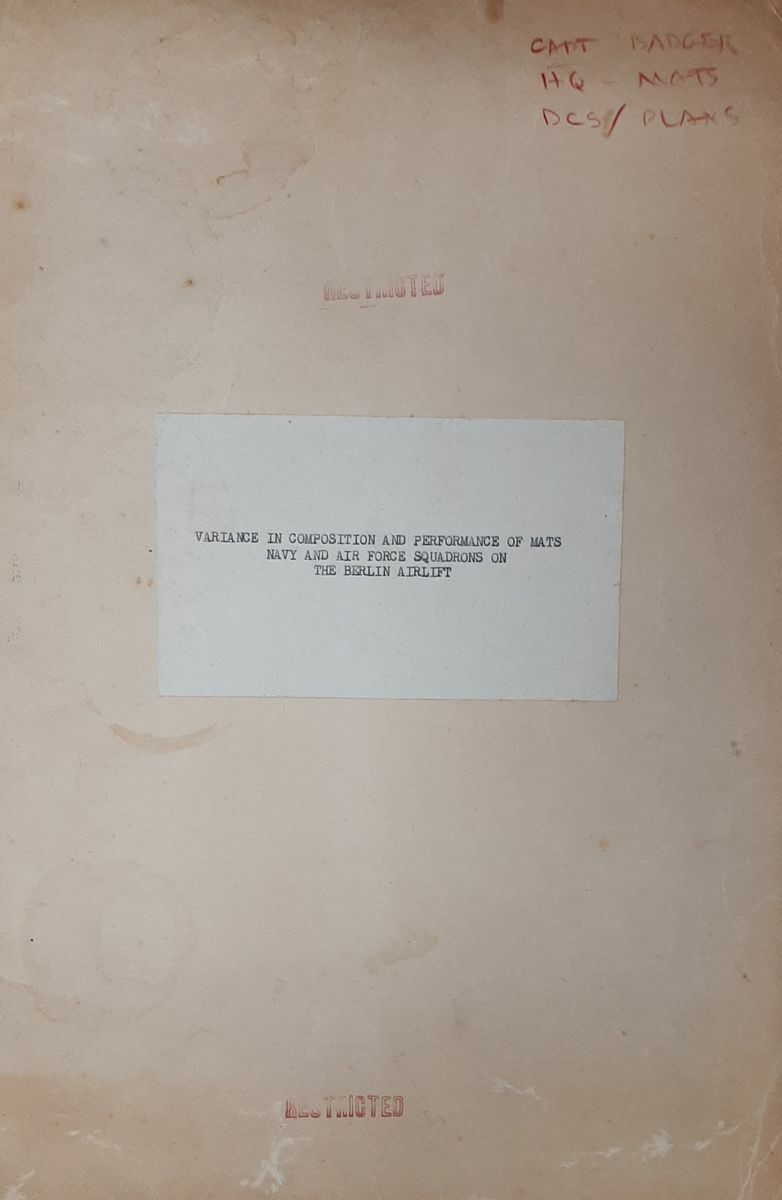 CAPT BADGER
HQ - MATS
DCS/ PLANS
RESTRICTED
VARIANCE IN COMPOSITION AND PERFORMANCE OF MATS
NAVY AND AIR FORCE SQUADRONS ON
THE BERLIN AIRLIFT
RESTRICTED